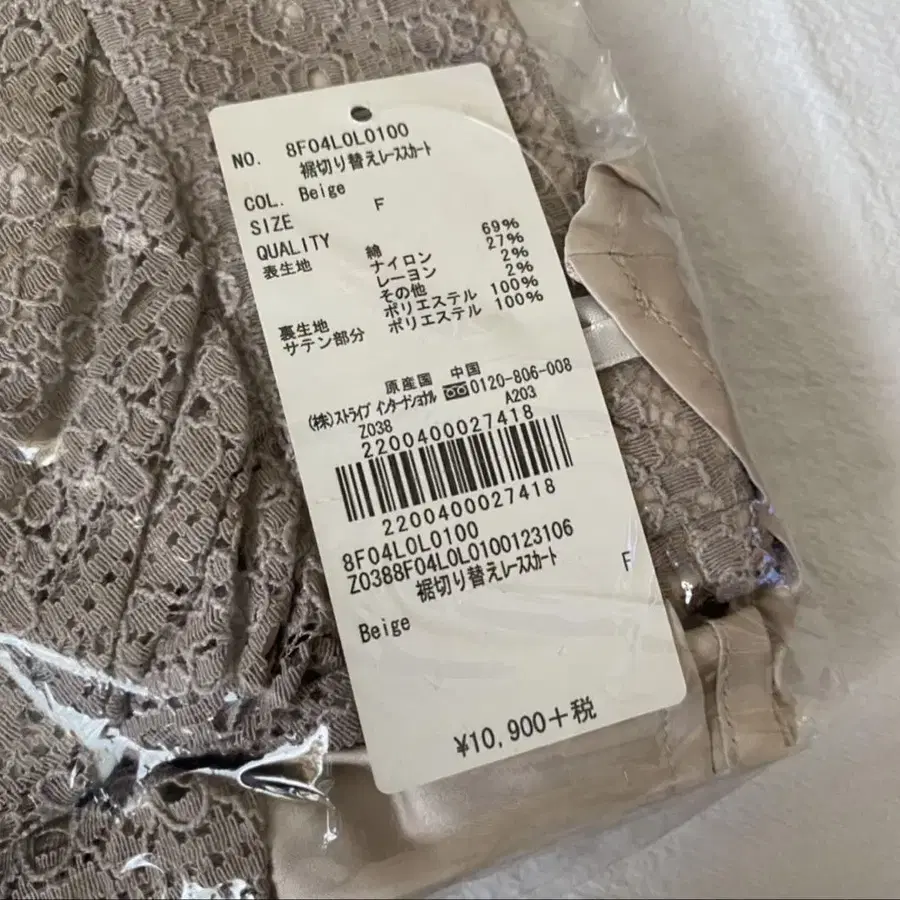 NO. 8F04L0L0100
裾切り替えﾚｰｽｽｶｰﾄ
COL. Beige
SIZE F
QUALITY
表生地 綿 69%
ナイロン 27%
レーヨン 2%
その他 2%
裏生地 ポリエステル 100%
サテン部分 ポリエステル 100%
原産国 中国
(株)ｽﾄﾗｲﾌﾟ ｲﾝﾀｰﾅｼｮﾅﾙ 0120-806-008
Z038 A203
2200400027418
2200400027418
8F04L0L0100
Z0388F04L0L0100123106
裾切り替えﾚｰｽｽｶｰﾄ F
Beige
¥10,900+税